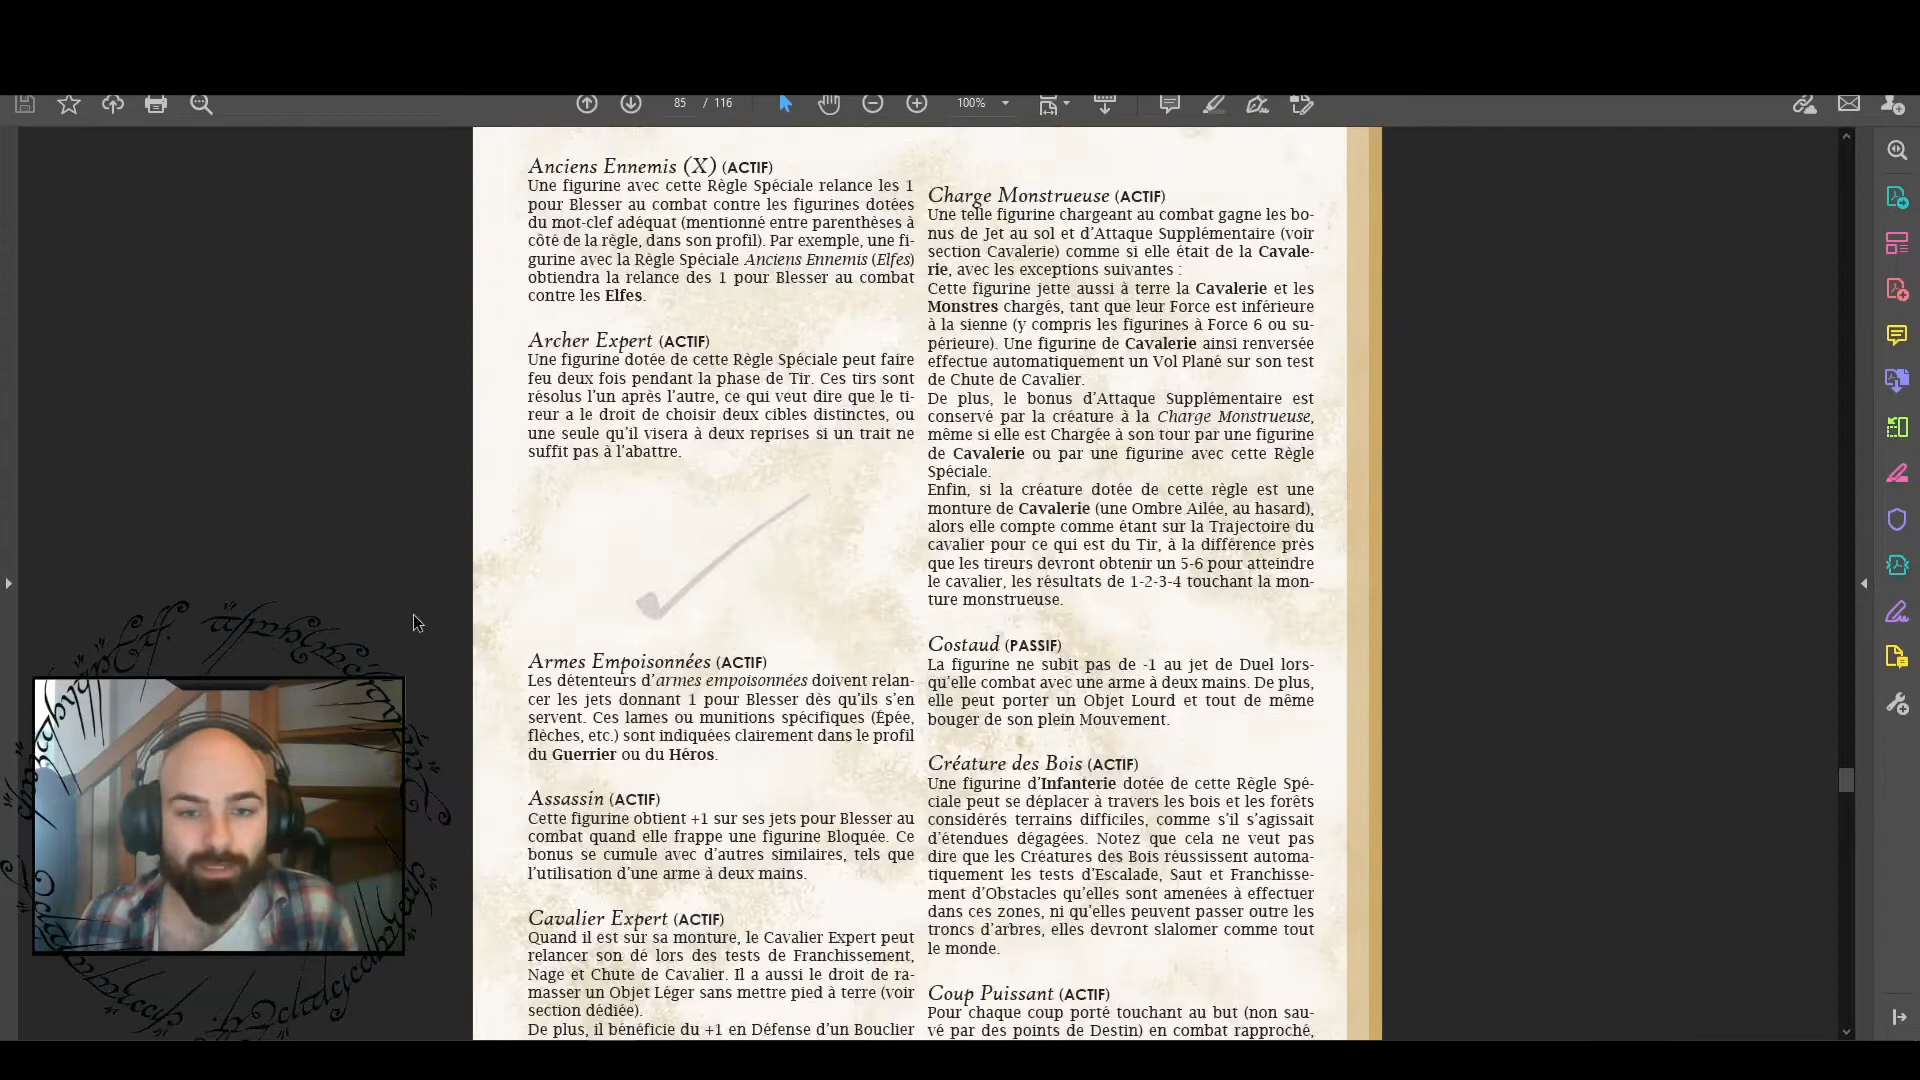 85 / 116
100%
Anciens Ennemis (X) (ACTIF)
Une figurine avec cette Règle Spéciale relance les 1
pour Blesser au combat contre les figurines dotées
du mot-clef adéquat (mentionné entre parenthèses à
côté de la règle, dans son profil). Par exemple, une fi-
gurine avec la Règle Spéciale Anciens Ennemis (Elfes)
obtiendra la relance des 1 pour Blesser au combat
contre les Elfes.
Archer Expert (ACTIF)
Une figurine dotée de cette Règle Spéciale peut faire
feu deux fois pendant la phase de Tir. Ces tirs sont
résolus l'un après l'autre, ce qui veut dire que le ti-
reur a le droit de choisir deux cibles distinctes, ou
une seule qu'il visera à deux reprises si un trait ne
suffit pas à l'abattre.
Armes Empoisonnées (ACTIF)
Les détenteurs d'armes empoisonnées doivent relan-
cer les jets donnant 1 pour Blesser dès qu'ils s'en
servent. Ces lames ou munitions spécifiques (Épée,
flèches, etc.) sont indiquées clairement dans le profil
du Guerrier ou du Héros.
Assassin (ACTIF)
Cette figurine obtient +1 sur ses jets pour Blesser au
combat quand elle frappe une figurine Bloquée. Ce
bonus se cumule avec d'autres similaires, tels que
l'utilisation d'une arme à deux mains.
Cavalier Expert (ACTIF)
Quand il est sur sa monture, le Cavalier Expert peut
relancer son dé lors des tests de Franchissement,
Nage et Chute de Cavalier. Il a aussi le droit de ra-
masser un Objet Léger sans mettre pied à terre (voir
section dédiée).
De plus, il bénéficie du +1 en Défense d'un Bouclier
Charge Monstrueuse (ACTIF)
Une telle figurine chargeant au combat gagne les bo-
nus de Jet au sol et d'Attaque Supplémentaire (voir
section Cavalerie) comme si elle était de la Cavale-
rie, avec les exceptions suivantes :
Cette figurine jette aussi à terre la Cavalerie et les
Monstres chargés, tant que leur Force est inférieure
à la sienne (y compris les figurines à Force 6 ou su-
périeure). Une figurine de Cavalerie ainsi renversée
effectue automatiquement un Vol Plané sur son test
de Chute de Cavalier.
De plus, le bonus d'Attaque Supplémentaire est
conservé par la créature à la Charge Monstrueuse,
même si elle est Chargée à son tour par une figurine
de Cavalerie ou par une figurine avec cette Règle
Spéciale.
Enfin, si la créature dotée de cette règle est une
monture de Cavalerie (une Ombre Ailée, au hasard),
alors elle compte comme étant sur la Trajectoire du
cavalier pour ce qui est du Tir, à la différence près
que les tireurs devront obtenir un 5-6 pour atteindre
le cavalier, les résultats de 1-2-3-4 touchant la mon-
ture monstrueuse.
Costaud (PASSIF)
La figurine ne subit pas de -1 au jet de Duel lors-
qu'elle combat avec une arme à deux mains. De plus,
elle peut porter un Objet Lourd et tout de même
bouger de son plein Mouvement.
Créature des Bois (ACTIF)
Une figurine d'Infanterie dotée de cette Règle Spé-
ciale peut se déplacer à travers les bois et les forêts
considérés terrains difficiles, comme s'il s'agissait
d'étendues dégagées. Notez que cela ne veut pas
dire que les Créatures des Bois réussissent automa-
tiquement les tests d'Escalade, Saut et Franchisse-
ment d'Obstacles qu'elles sont amenées à effectuer
dans ces zones, ni qu'elles peuvent passer outre les
troncs d'arbres, elles devront slalomer comme tout
le monde.
Coup Puissant (ACTIF)
Pour chaque coup porté touchant au but (non sau-
vé par des points de Destin) en combat rapproché,